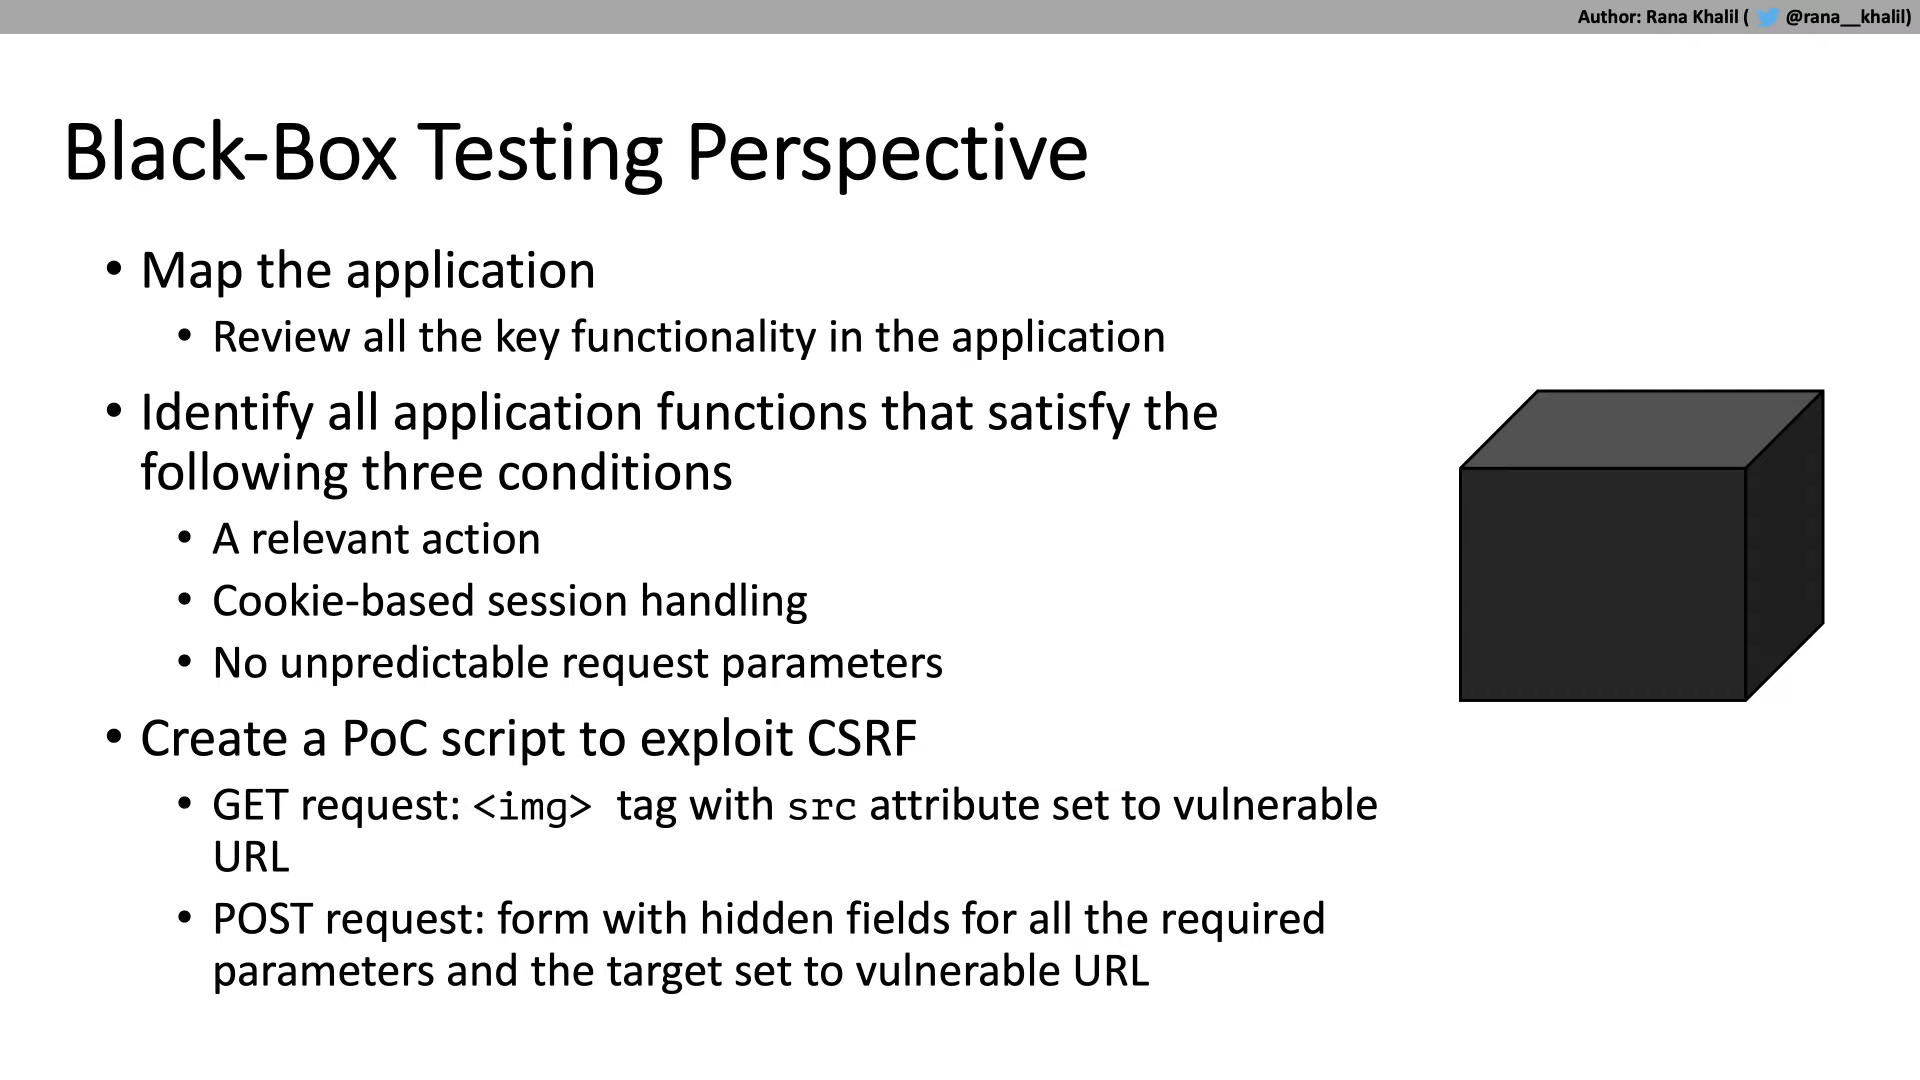 Author: Rana Khalil ( @rana__khalil)
Black-Box Testing Perspective
• Map the application
• Review all the key functionality in the application
• Identify all application functions that satisfy the
following three conditions
• A relevant action
• Cookie-based session handling
• No unpredictable request parameters
• Create a PoC script to exploit CSRF
• GET request: <img> tag with src attribute set to vulnerable
URL
• POST request: form with hidden fields for all the required
parameters and the target set to vulnerable URL